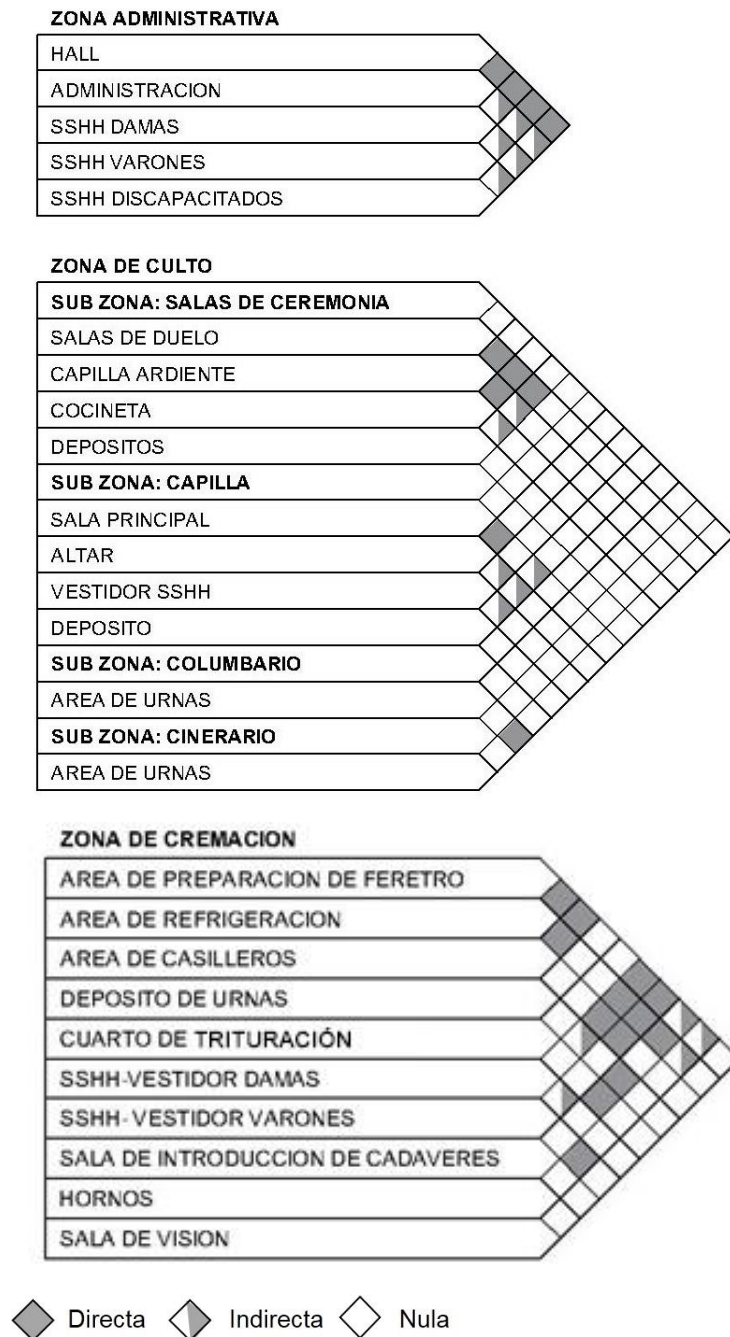 ZONA ADMINISTRATIVA
HALL
ADMINISTRACION
SSHH DAMAS
SSHH VARONES
SSHH DISCAPACITADOS
ZONA DE CULTO
SUB ZONA: SALAS DE CEREMONIA
SALAS DE DUELO
CAPILLA ARDIENTE
COCINETA
DEPOSITOS
SUB ZONA: CAPILLA
SALA PRINCIPAL
ALTAR
VESTIDOR SSHH
DEPOSITO
SUB ZONA: COLUMBARIO
AREA DE URNAS
SUB ZONA: CINERARIO
AREA DE URNAS
ZONA DE CREMACION
AREA DE PREPARACION DE FERETRO
AREA DE REFRIGERACION
AREA DE CASILLEROS
DEPOSITO DE URNAS
CUARTO DE TRITURACIÓN
SSHH-VESTIDOR DAMAS
SSHH- VESTIDOR VARONES
SALA DE INTRODUCCION DE CADAVERES
HORNOS
SALA DE VISION
Directa Indirecta Nula